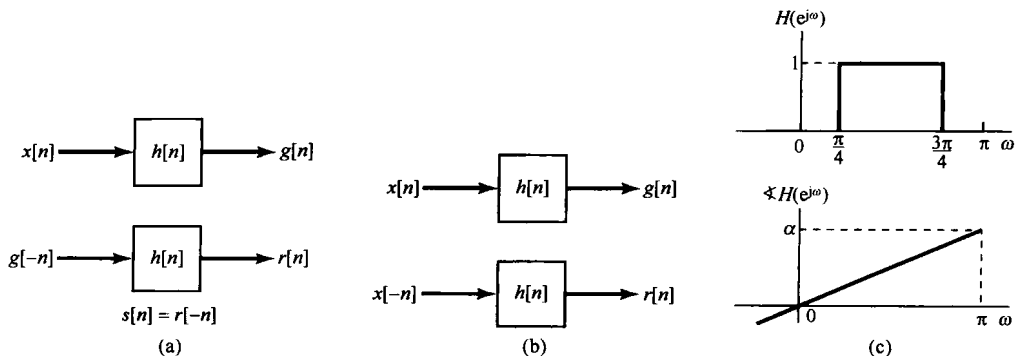 x[n] h[n] g[n]
g[−n] h[n] r[n]
s[n] = r[−n]
(a)
x[n] h[n] g[n]
x[−n] h[n] r[n]
(b)
H(e^jω)
1
0 π/4 3π/4 π ω
∢H(e^jω)
α
0 π ω
(c)